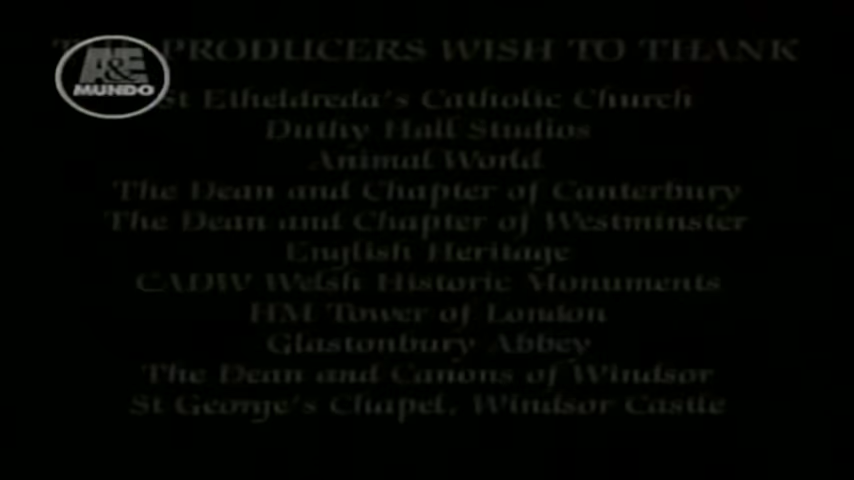 THE PRODUCERS WISH TO THANK
A&E
MUNDO
St Etheldreda's Catholic Church
Duthy Hall Studios
Animal World
The Dean and Chapter of Canterbury
The Dean and Chapter of Westminster
English Heritage
CADW Welsh Historic Monuments
HM Tower of London
Glastonbury Abbey
The Dean and Canons of Windsor
St George's Chapel, Windsor Castle